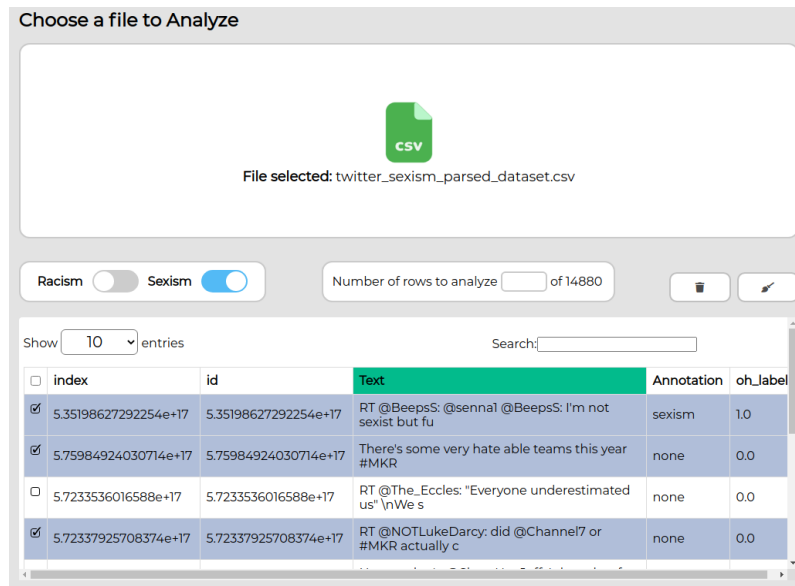 Choose a file to Analyze
CSV
File selected: twitter_sexism_parsed_dataset.csv
Racism Sexism Number of rows to analyze of 14880
Show 10 entries Search:
index id Text Annotation oh_label
5.35198627292254e+17 5.35198627292254e+17 RT @BeepsS: @senna1 @BeepsS: I'm not sexism 1.0
sexist but fu
5.75984924030714e+17 5.75984924030714e+17 There's some very hate able teams this year none 0.0
#MKR
5.7233536016588e+17 5.7233536016588e+17 RT @The_Eccles: "Everyone underestimated none 0.0
us" \nWe s
5.72337925708374e+17 5.72337925708374e+17 RT @NOTLukeDarcy: did @Channel7 or none 0.0
#MKR actually c